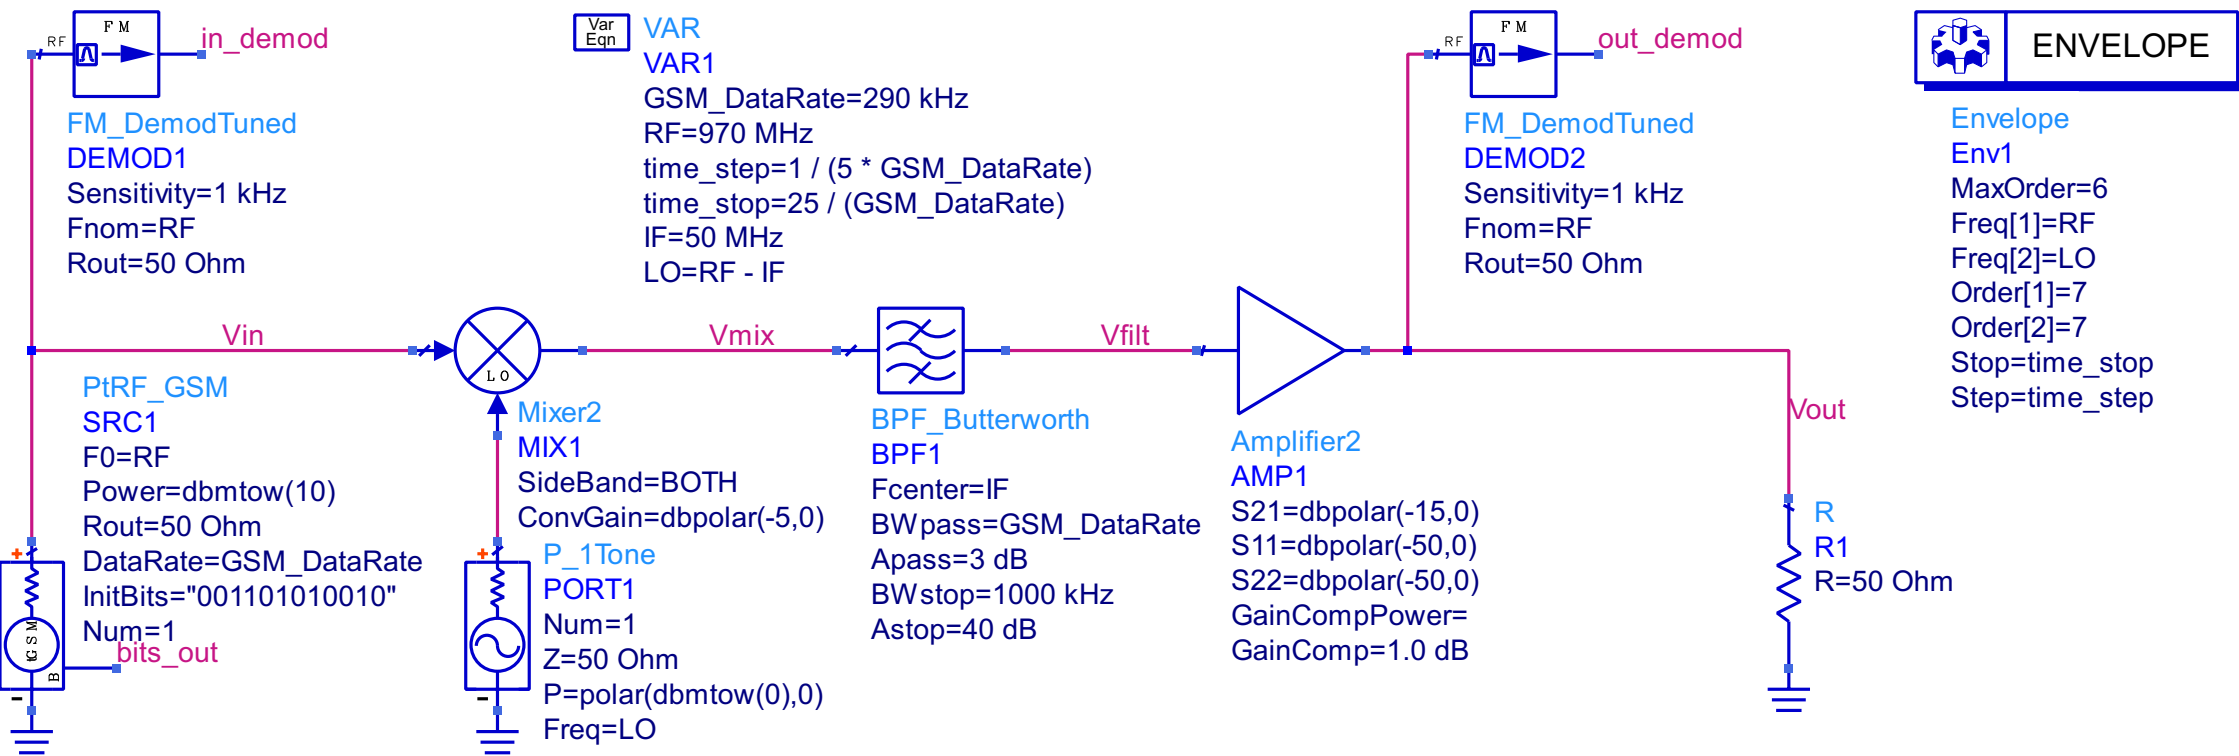 FM
RF
in_demod
FM_DemodTuned
DEMOD1
Sensitivity=1 kHz
Fnom=RF
Rout=50 Ohm
Var
Eqn
VAR
VAR1
GSM_DataRate=290 kHz
RF=970 MHz
time_step=1 / (5 * GSM_DataRate)
time_stop=25 / (GSM_DataRate)
IF=50 MHz
LO=RF - IF
FM
RF
out_demod
FM_DemodTuned
DEMOD2
Sensitivity=1 kHz
Fnom=RF
Rout=50 Ohm
ENVELOPE
Envelope
Env1
MaxOrder=6
Freq[1]=RF
Freq[2]=LO
Order[1]=7
Order[2]=7
Stop=time_stop
Step=time_step
Vin
Vmix
Vfilt
Vout
LO
PtRF_GSM
SRC1
F0=RF
Power=dbmtow(10)
Rout=50 Ohm
DataRate=GSM_DataRate
InitBits="001101010010"
Num=1
bits_out
GSM
B
Mixer2
MIX1
SideBand=BOTH
ConvGain=dbpolar(-5,0)
P_1Tone
PORT1
Num=1
Z=50 Ohm
P=polar(dbmtow(0),0)
Freq=LO
BPF_Butterworth
BPF1
Fcenter=IF
BWpass=GSM_DataRate
Apass=3 dB
BWstop=1000 kHz
Astop=40 dB
Amplifier2
AMP1
S21=dbpolar(-15,0)
S11=dbpolar(-50,0)
S22=dbpolar(-50,0)
GainCompPower=
GainComp=1.0 dB
R
R1
R=50 Ohm